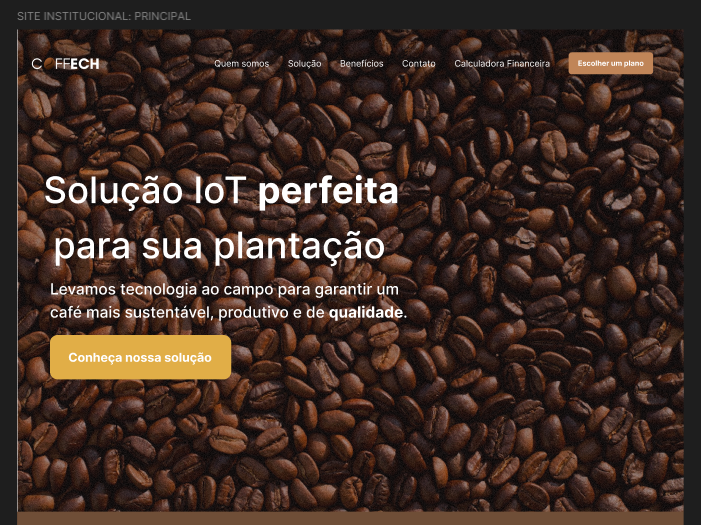 SITE INSTITUCIONAL: PRINCIPAL
COFFECH
Quem somos
Solução
Benefícios
Contato
Calculadora Financeira
Escolher um plano
Solução IoT perfeita
para sua plantação
Levamos tecnologia ao campo para garantir um
café mais sustentável, produtivo e de qualidade.
Conheça nossa solução